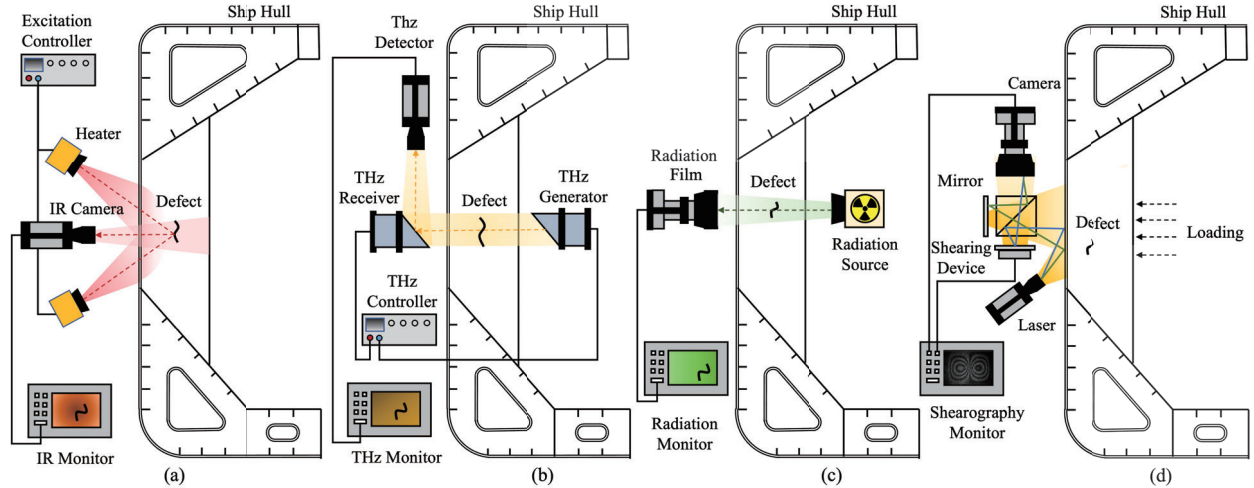 Ship Hull
Excitation
Controller
Heater
IR Camera
Defect
IR Monitor
(a)
Ship Hull
Thz
Detector
THz
Receiver
Defect
THz
Generator
THz
Controller
THz Monitor
(b)
Ship Hull
Radiation
Film
Defect
Radiation
Source
Radiation
Monitor
(c)
Ship Hull
Camera
Mirror
Defect
Loading
Shearing
Device
Laser
Shearography
Monitor
(d)